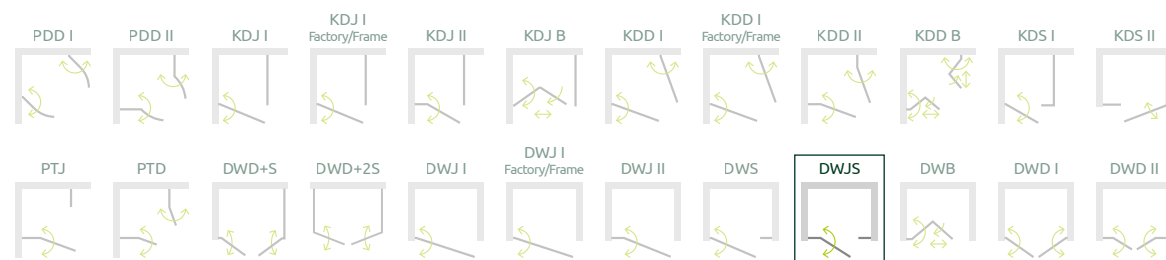 PDD I
PDD II
KDJ I
KDJ I
Factory/Frame
KDJ II
KDJ B
KDD I
KDD I
Factory/Frame
KDD II
KDD B
KDS I
KDS II
PTJ
PTD
DWD+S
DWD+2S
DWJ I
DWJ I
Factory/Frame
DWJ II
DWS
DWJS
DWB
DWD I
DWD II